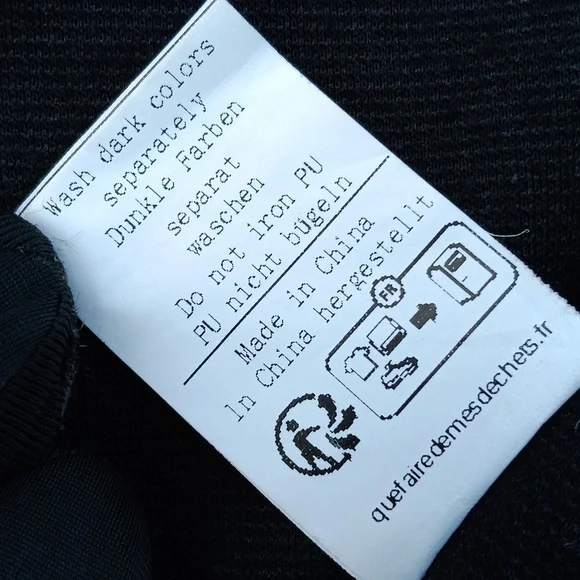 Wash dark colors
separately
Dunkle Farben
separat
waschen
Do not iron PU
PU nicht bügeln
Made in China
In China hergestellt
FR
quefairedemesdechets.fr